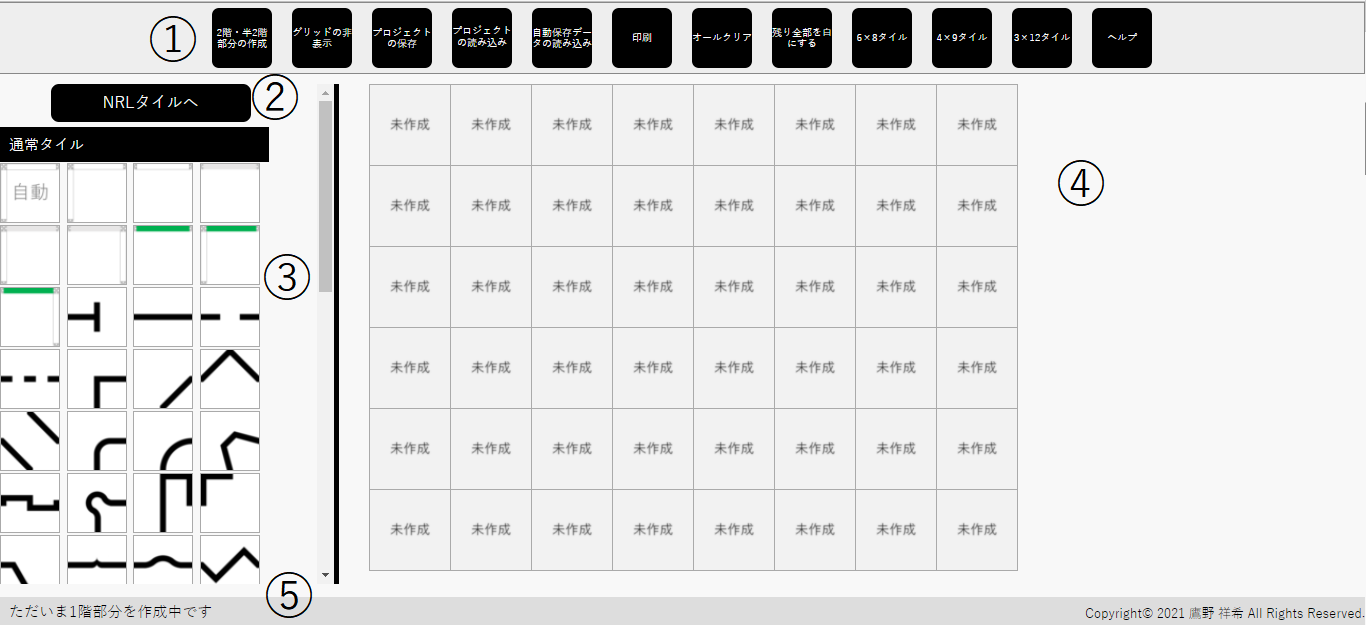 ①
2階・半2階
部分の作成
グリッドの非
表示
プロジェクト
の保存
プロジェクト
の読み込み
自動保存デー
タの読み込み
印刷
オールクリア
残り全部を白
にする
6×8タイル
4×9タイル
3×12タイル
ヘルプ
NRLタイルへ
②
通常タイル
自動
③
未作成 未作成 未作成 未作成 未作成 未作成 未作成 未作成
④
未作成 未作成 未作成 未作成 未作成 未作成 未作成 未作成
未作成 未作成 未作成 未作成 未作成 未作成 未作成 未作成
未作成 未作成 未作成 未作成 未作成 未作成 未作成 未作成
未作成 未作成 未作成 未作成 未作成 未作成 未作成 未作成
未作成 未作成 未作成 未作成 未作成 未作成 未作成 未作成
⑤
ただいま1階部分を作成中です
Copyright© 2021 鷹野 祥希 All Rights Reserved.